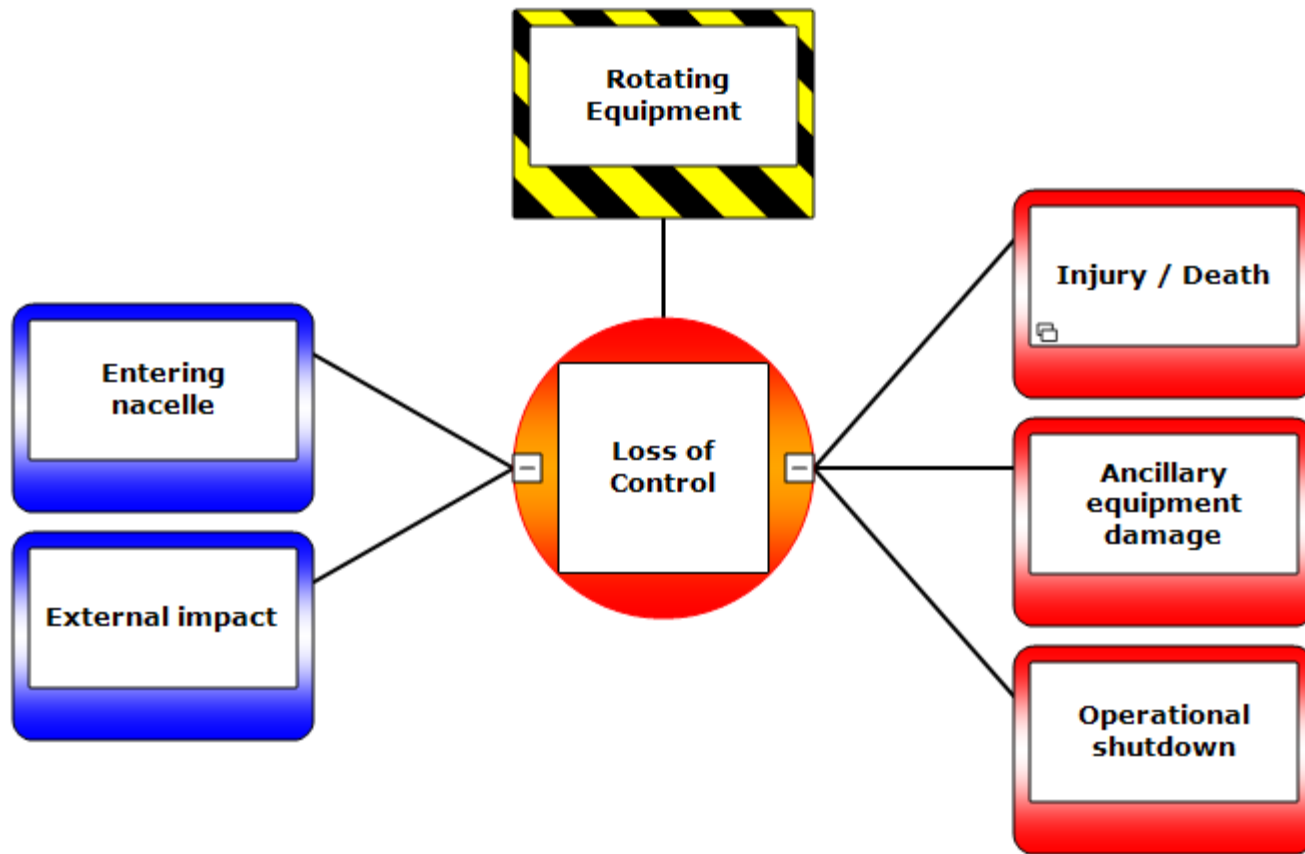 Rotating
Equipment
Entering
nacelle
External impact
Loss of
Control
Injury / Death
Ancillary
equipment
damage
Operational
shutdown